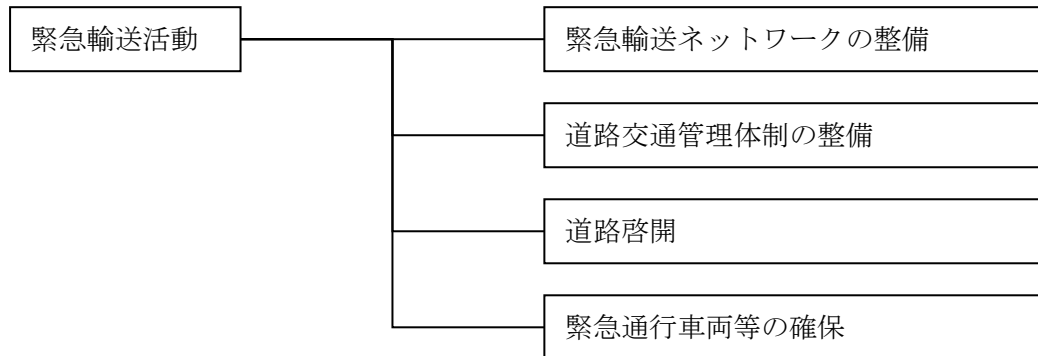 緊急輸送活動
緊急輸送ネットワークの整備
道路交通管理体制の整備
道路啓開
緊急通行車両等の確保